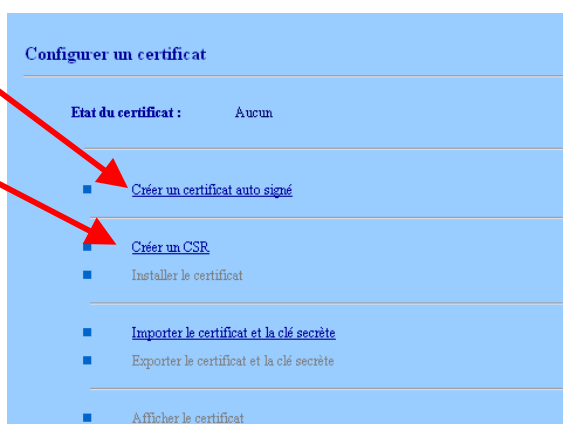 Configurer un certificat
Etat du certificat : Aucun
Créer un certificat auto signé
Créer un CSR
Installer le certificat
Importer le certificat et la clé secrète
Exporter le certificat et la clé secrète
Afficher le certificat